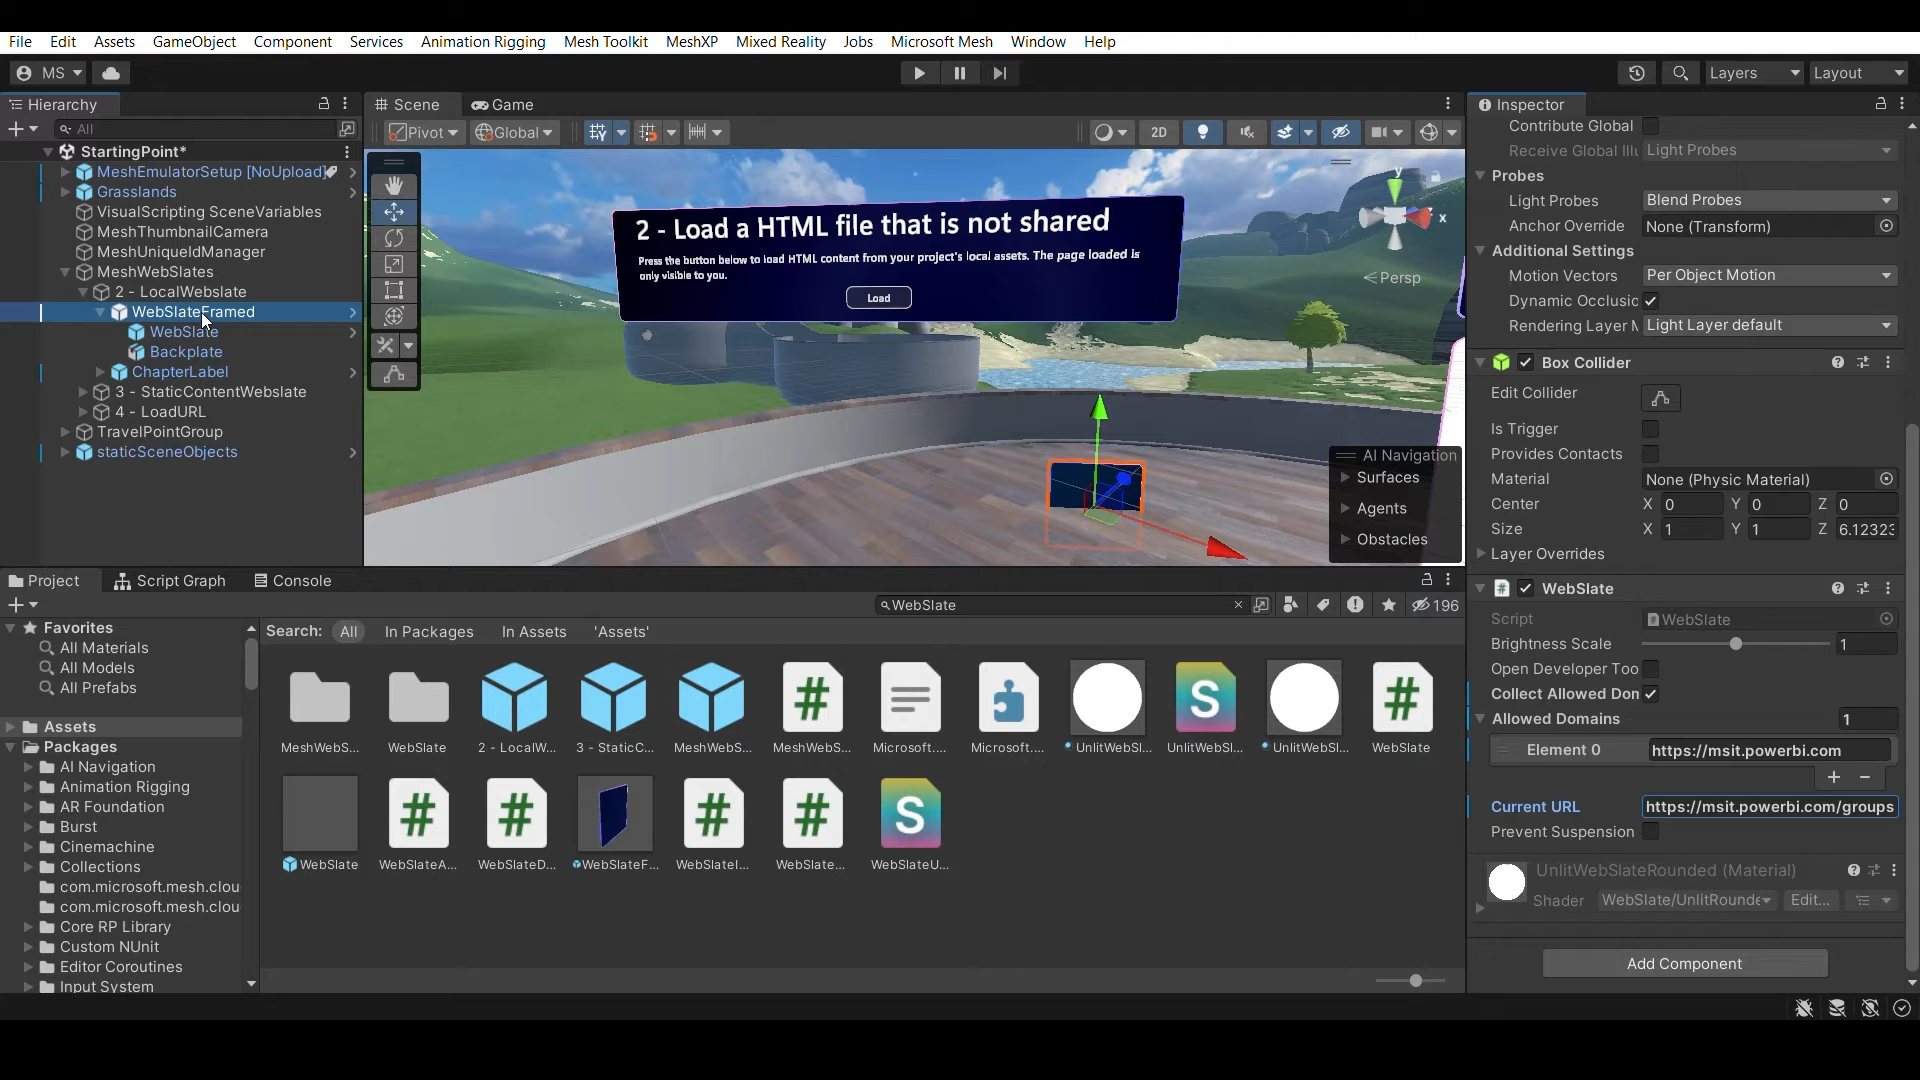 File Edit Assets GameObject Component Services Animation Rigging Mesh Toolkit MeshXP Mixed Reality Jobs Microsoft Mesh Window Help
MS
Layers
Layout
Hierarchy
All
StartingPoint*
MeshEmulatorSetup [NoUpload]
Grasslands
VisualScripting SceneVariables
MeshThumbnailCamera
MeshUniqueIdManager
MeshWebSlates
2 - LocalWebslate
WebSlateFramed
WebSlate
Backplate
ChapterLabel
3 - StaticContentWebslate
4 - LoadURL
TravelPointGroup
staticSceneObjects
Scene
Game
Pivot
Global
2D
2 - Load a HTML file that is not shared
Press the button below to load HTML content from your project's local assets. The page loaded is
only visible to you.
Load
y
x
Persp
AI Navigation
Surfaces
Agents
Obstacles
Project
Script Graph
Console
WebSlate
196
Favorites
All Materials
All Models
All Prefabs
Assets
Packages
AI Navigation
Animation Rigging
AR Foundation
Burst
Cinemachine
Collections
com.microsoft.mesh.clou
com.microsoft.mesh.clou
Core RP Library
Custom NUnit
Editor Coroutines
Input System
Search: All In Packages In Assets 'Assets'
MeshWebS... WebSlate 2 - LocalW... 3 - StaticC... MeshWebS... MeshWebS... Microsoft.... Microsoft.... UnlitWebSl... UnlitWebSl... UnlitWebSl... WebSlate
WebSlate WebSlateA... WebSlateD... WebSlateF... WebSlateI... WebSlate... WebSlateU...
Inspector
Contribute Global
Receive Global Illu Light Probes
Probes
Light Probes Blend Probes
Anchor Override None (Transform)
Additional Settings
Motion Vectors Per Object Motion
Dynamic Occlusic
Rendering Layer M Light Layer default
Box Collider
Edit Collider
Is Trigger
Provides Contacts
Material None (Physic Material)
Center X 0 Y 0 Z 0
Size X 1 Y 1 Z 6.12323
Layer Overrides
WebSlate
Script WebSlate
Brightness Scale 1
Open Developer Too
Collect Allowed Don
Allowed Domains 1
Element 0 https://msit.powerbi.com
Current URL https://msit.powerbi.com/groups
Prevent Suspension
UnlitWebSlateRounded (Material)
Shader WebSlate/UnlitRounde Edit...
Add Component